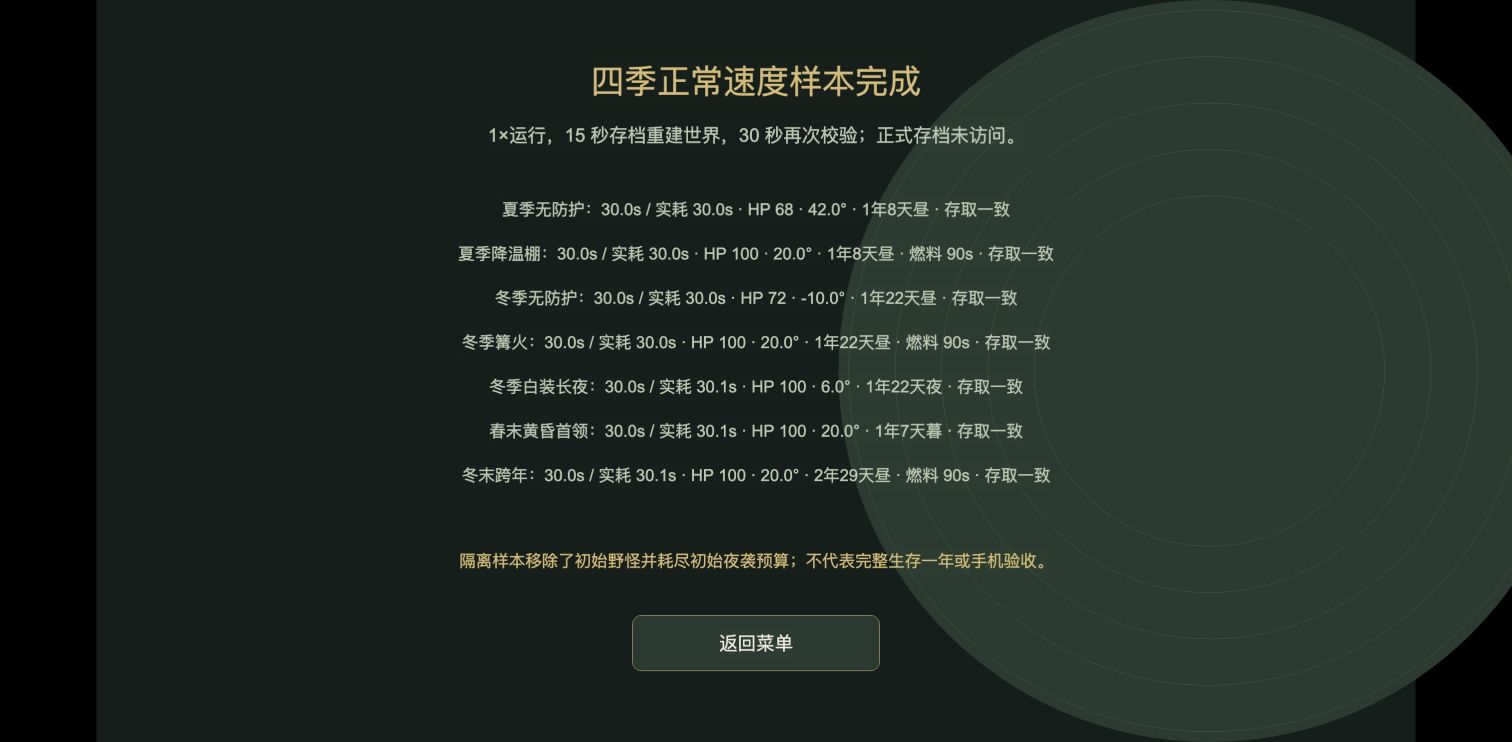 四季正常速度样本完成
1×运行，15 秒存档重建世界，30 秒再次校验；正式存档未访问。
夏季无防护：30.0s / 实耗 30.0s · HP 68 · 42.0° · 1年8天昼 · 存取一致
夏季降温棚：30.0s / 实耗 30.0s · HP 100 · 20.0° · 1年8天昼 · 燃料 90s · 存取一致
冬季无防护：30.0s / 实耗 30.0s · HP 72 · -10.0° · 1年22天昼 · 存取一致
冬季篝火：30.0s / 实耗 30.0s · HP 100 · 20.0° · 1年22天昼 · 燃料 90s · 存取一致
冬季白装长夜：30.0s / 实耗 30.1s · HP 100 · 6.0° · 1年22天夜 · 存取一致
春末黄昏首领：30.0s / 实耗 30.1s · HP 100 · 20.0° · 1年7天暮 · 存取一致
冬末跨年：30.0s / 实耗 30.1s · HP 100 · 20.0° · 2年29天昼 · 燃料 90s · 存取一致
隔离样本移除了初始野怪并耗尽初始夜袭预算；不代表完整生存一年或手机验收。
返回菜单